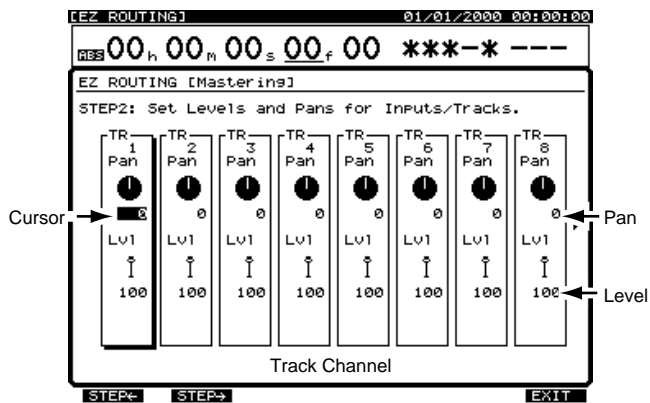 [EZ ROUTING] 01/01/2000 00:00:00
ABS 00h 00m 00s 00f 00 ***-* ---
EZ ROUTING [Mastering]
STEP2: Set Levels and Pans for Inputs/Tracks.
TR TR TR TR TR TR TR TR
1 2 3 4 5 6 7 8
Pan Pan Pan Pan Pan Pan Pan Pan
Cursor 0 0 0 0 0 0 0 0 Pan
Lvl Lvl Lvl Lvl Lvl Lvl Lvl Lvl
100 100 100 100 100 100 100 100 Level
Track Channel
STEP← STEP→ EXIT